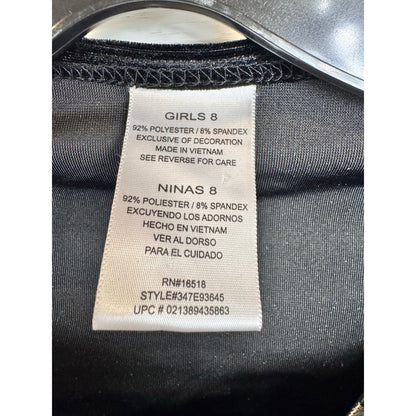 GIRLS 8
92% POLYESTER / 8% SPANDEX
EXCLUSIVE OF DECORATION
MADE IN VIETNAM
SEE REVERSE FOR CARE
NINAS 8
92% POLIESTER / 8% SPANDEX
EXCUYENDO LOS ADORNOS
HECHO EN VIETNAM
VER AL DORSO
PARA EL CUIDADO
RN#16518
STYLE#347E93645
UPC # 021389435863